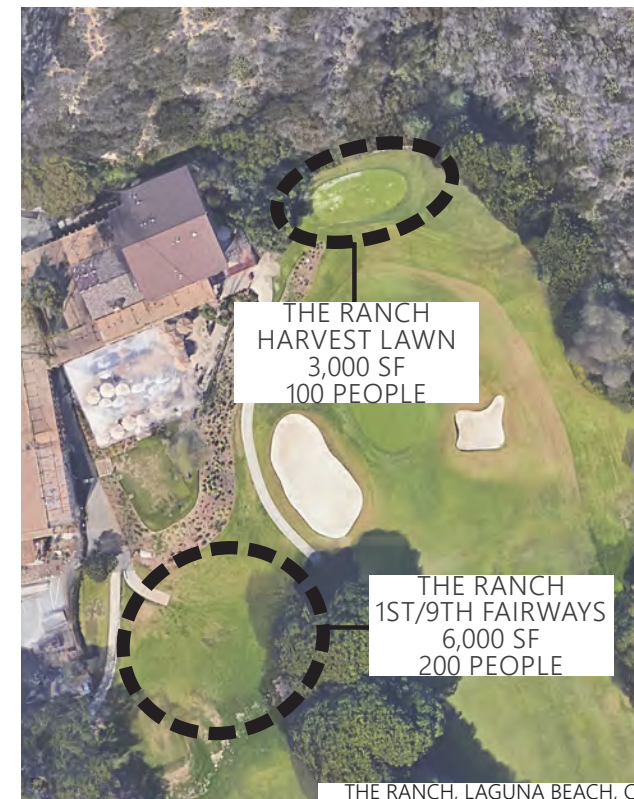 THE RANCH
HARVEST LAWN
3,000 SF
100 PEOPLE
THE RANCH
1ST/9TH FAIRWAYS
6,000 SF
200 PEOPLE
THE RANCH, LAGUNA BEACH, C